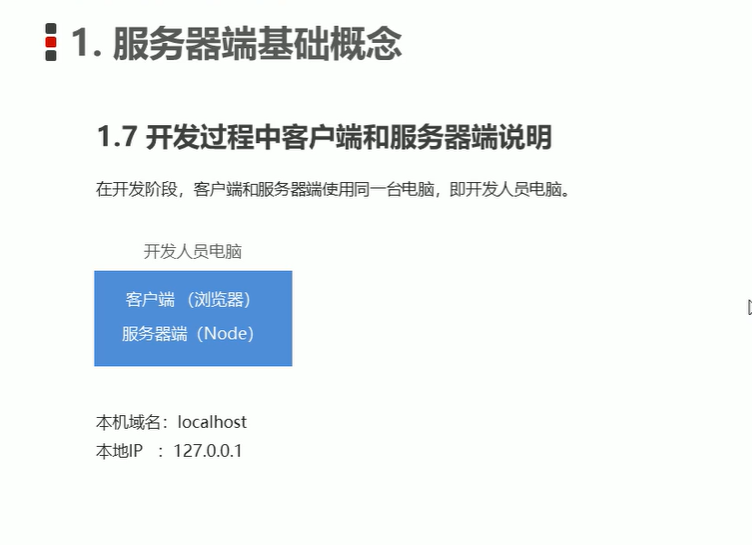 1. 服务器端基础概念
1.7 开发过程中客户端和服务器端说明
在开发阶段，客户端和服务器端使用同一台电脑，即开发人员电脑。
开发人员电脑
客户端 （浏览器）
服务器端（Node）
本机域名：localhost
本地IP ：127.0.0.1